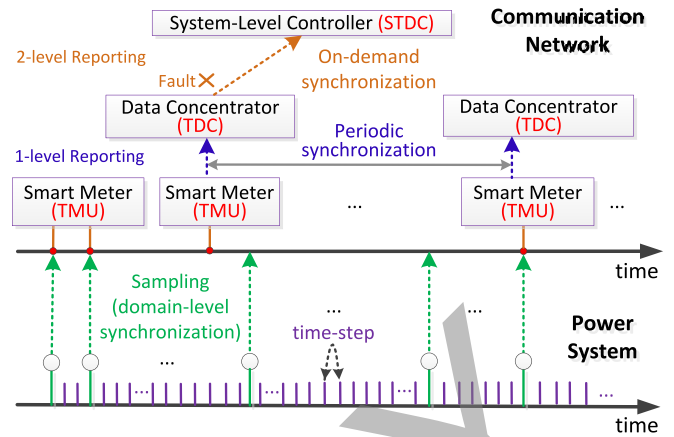 Communication
Network
System-Level Controller (STDC)
2-level Reporting
On-demand
synchronization
Fault
Data Concentrator
(TDC)
Data Concentrator
(TDC)
Periodic
synchronization
1-level Reporting
Smart Meter
(TMU)
Smart Meter
(TMU)
...
Smart Meter
(TMU)
...
time
Sampling
(domain-level
synchronization)
...
...
time-step
Power
System
...
...
...
...
...
time